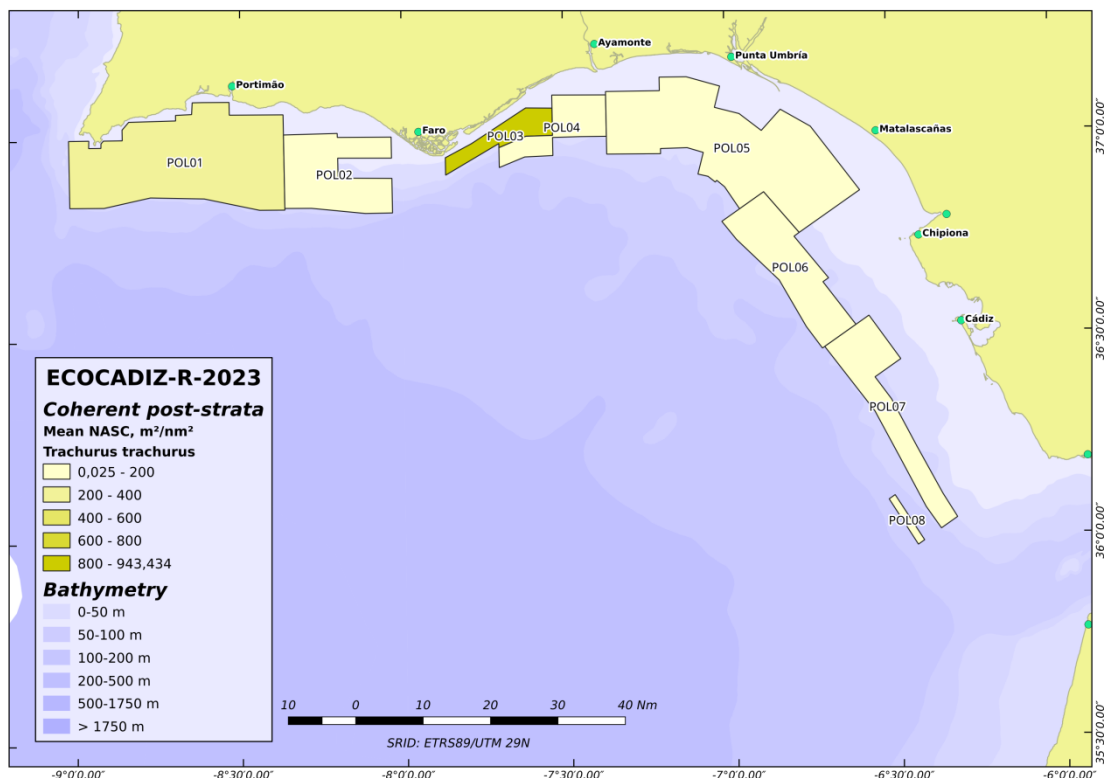 Ayamonte
Punta Umbría
Portimão
Faro
Matalascañas
POL01
POL02
POL03
POL04
POL05
Chipiona
POL06
Cádiz
POL07
POL08
37°0'0.00"
36°30'0.00"
36°0'0.00"
35°30'0.00"
ECOCADIZ-R-2023
Coherent post-strata
Mean NASC, m²/nm²
Trachurus trachurus
0,025 - 200
200 - 400
400 - 600
600 - 800
800 - 943,434
Bathymetry
0-50 m
50-100 m
100-200 m
200-500 m
500-1750 m
> 1750 m
10 0 10 20 30 40 Nm
SRID: ETRS89/UTM 29N
-9°0'0.00" -8°30'0.00" -8°0'0.00" -7°30'0.00" -7°0'0.00" -6°30'0.00" -6°0'0.00"